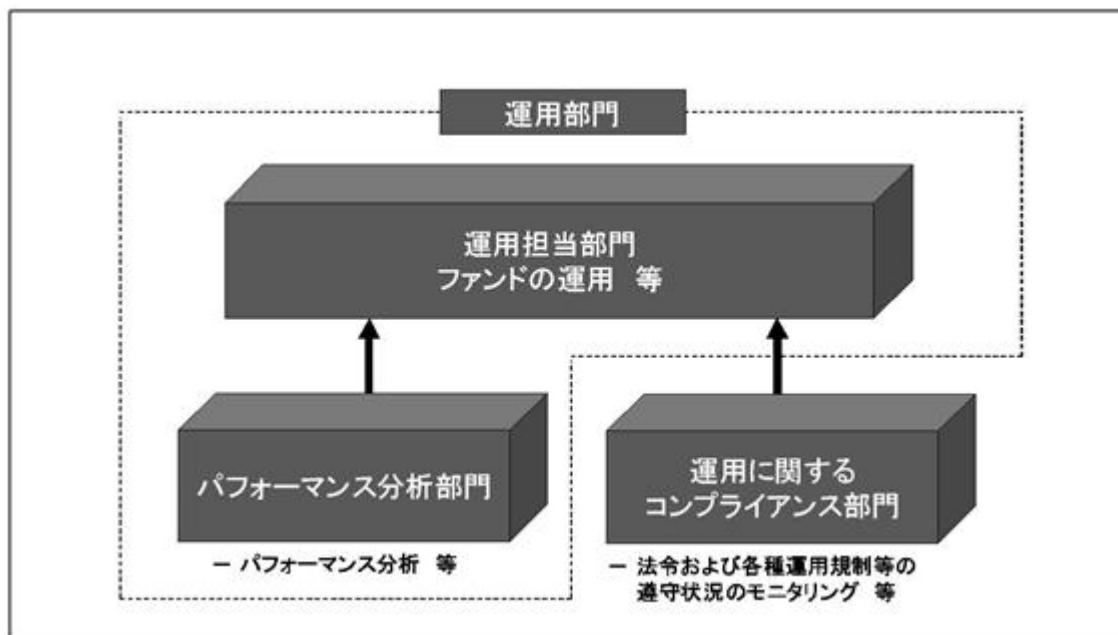 運用部門
運用担当部門
ファンドの運用 等
パフォーマンス分析部門
－ パフォーマンス分析 等
運用に関する
コンプライアンス部門
－ 法令および各種運用規制等の
遵守状況のモニタリング 等